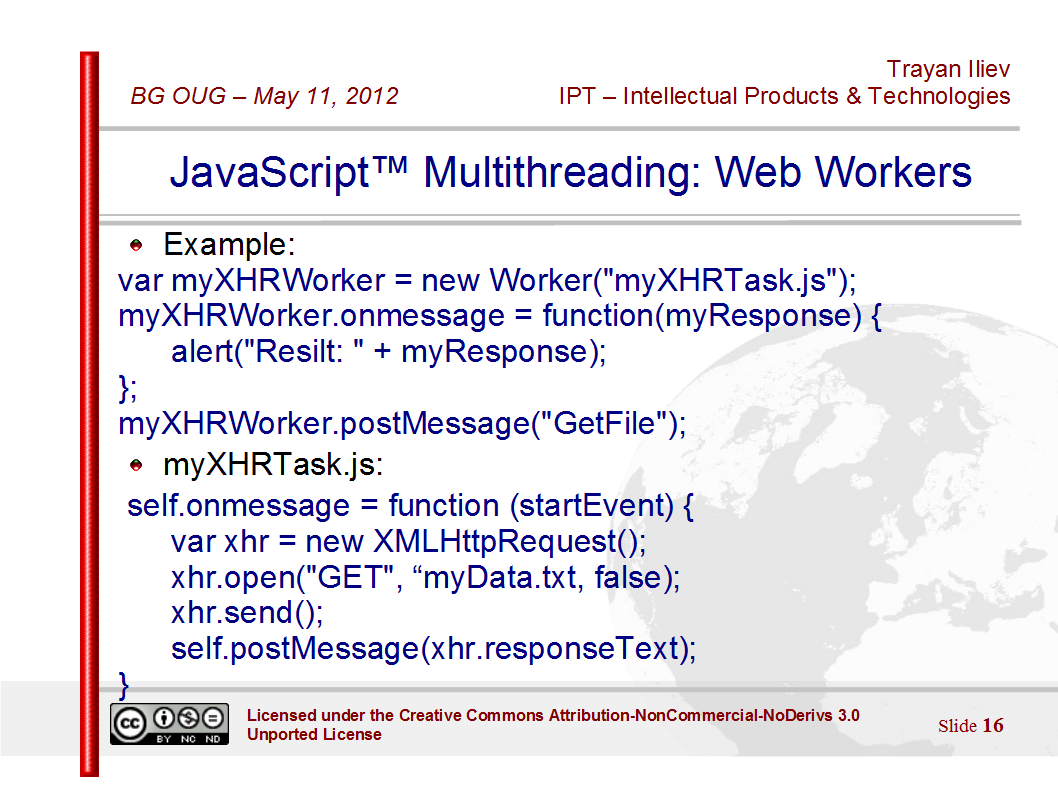 Trayan Iliev
BG OUG – May 11, 2012
IPT – Intellectual Products & Technologies
JavaScript™ Multithreading: Web Workers
Example:
var myXHRWorker = new Worker("myXHRTask.js");
myXHRWorker.onmessage = function(myResponse) {
alert("Resilt: " + myResponse);
};
myXHRWorker.postMessage("GetFile");
myXHRTask.js:
self.onmessage = function (startEvent) {
var xhr = new XMLHttpRequest();
xhr.open("GET", “myData.txt, false);
xhr.send();
self.postMessage(xhr.responseText);
}
cc BY NC ND
Licensed under the Creative Commons Attribution-NonCommercial-NoDerivs 3.0
Unported License
Slide 16